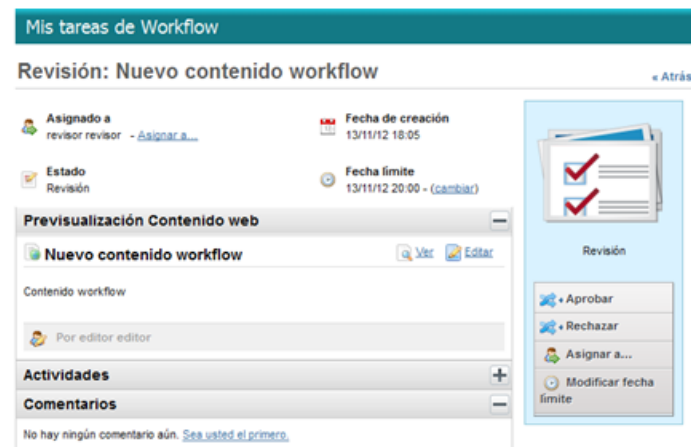 Mis tareas de Workflow
Revisión: Nuevo contenido workflow
« Atrás
Asignado a
revisor revisor - Asignar a...
Fecha de creación
13/11/12 18:05
Estado
Revisión
Fecha límite
13/11/12 20:00 - (cambiar)
Previsualización Contenido web
Nuevo contenido workflow
Ver
Editar
Contenido workflow
Por editor editor
Actividades
Comentarios
No hay ningún comentario aún. Sea usted el primero.
Revisión
Aprobar
Rechazar
Asignar a...
Modificar fecha
límite